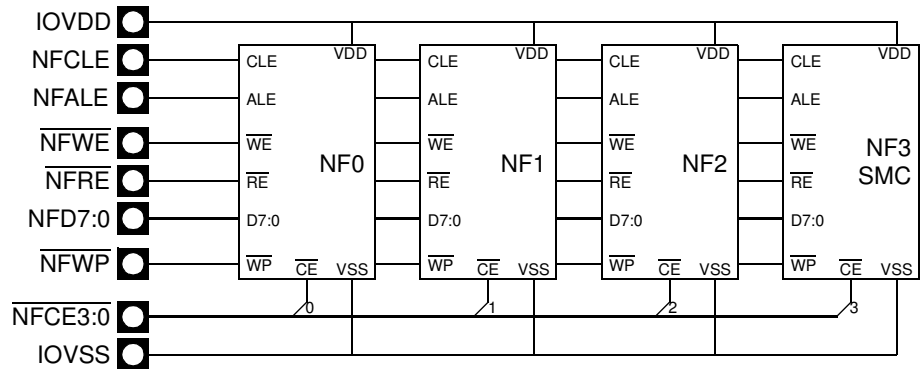 IOVDD
NFCLE
NFALE
NFWE
NFRE
NFD7:0
NFWP
NFCE3:0
IOVSS
VDD
CLE
ALE
WE
RE
D7:0
WP
CE
VSS
NF0
0
VDD
CLE
ALE
WE
RE
D7:0
WP
CE
VSS
NF1
1
VDD
CLE
ALE
WE
RE
D7:0
WP
CE
VSS
NF2
2
VDD
CLE
ALE
WE
RE
D7:0
WP
CE
VSS
NF3
SMC
3